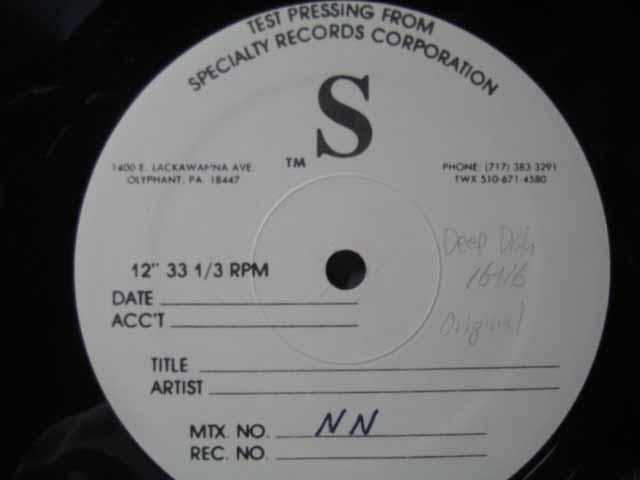 TEST PRESSING FROM
SPECIALTY RECORDS CORPORATION
S
TM
1400 E. LACKAWANNA AVE.
OLYPHANT, PA. 18447
PHONE: (717) 383-3291
TWX 510-671-4580
12" 33 1/3 RPM
Deep Dish
DATE
ACC'T
Original
TITLE
ARTIST
MTX. NO. NN
REC. NO.